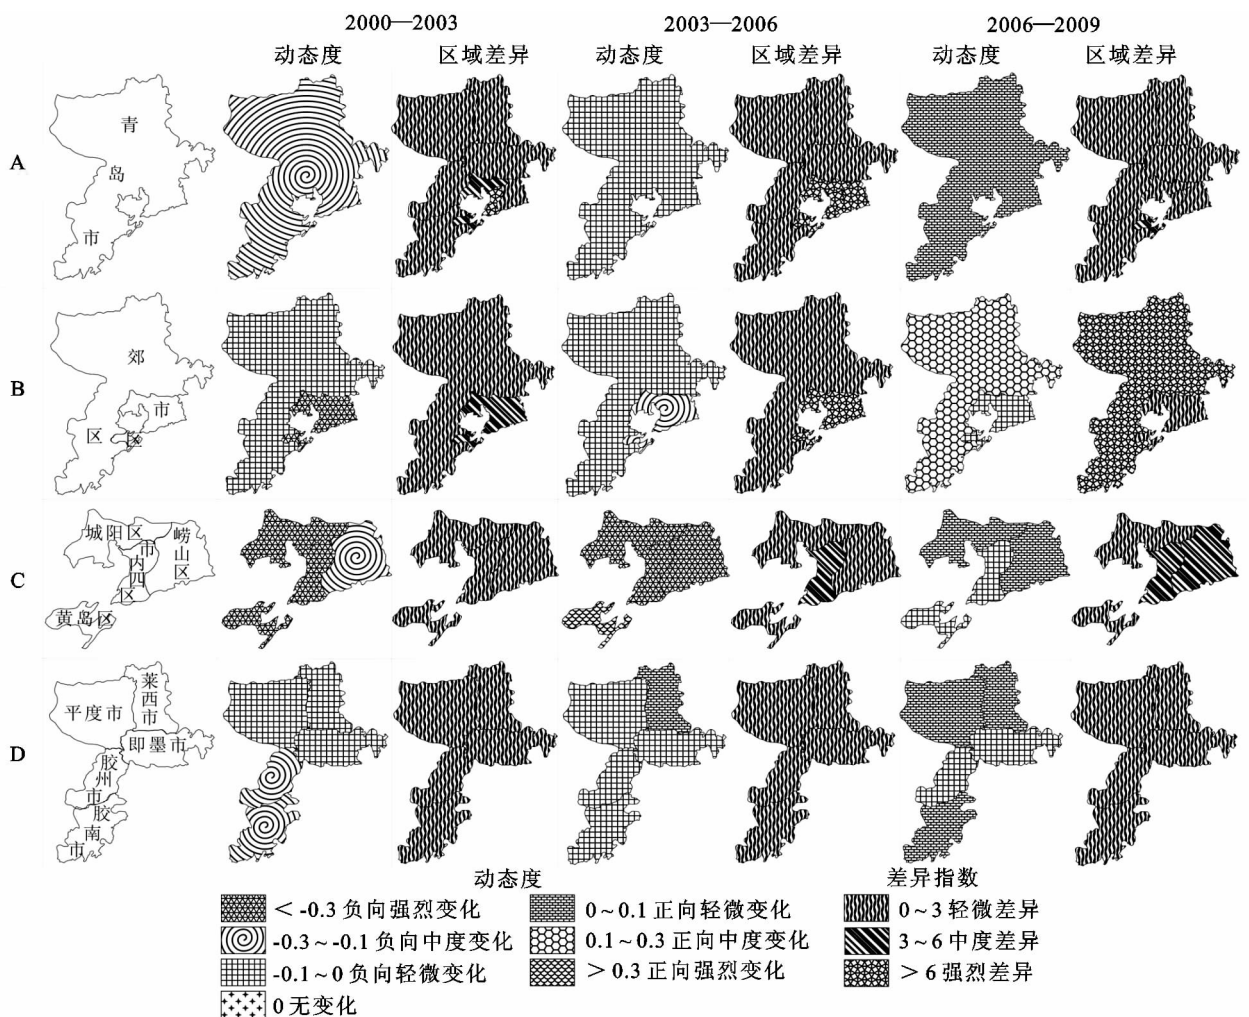 2000—2003
2003—2006
2006—2009
动态度
区域差异
动态度
区域差异
动态度
区域差异
A
青
岛
市
B
郊
区
市
区
C
城阳区
崂山区
市内四区
黄岛区
D
平度市
莱西市
即墨市
胶州市
胶南市
动态度
差异指数
< -0.3 负向强烈变化
0~0.1 正向轻微变化
0~3 轻微差异
-0.3~-0.1 负向中度变化
0.1~0.3 正向中度变化
3~6 中度差异
-0.1~0 负向轻微变化
> 0.3 正向强烈变化
> 6 强烈差异
0 无变化